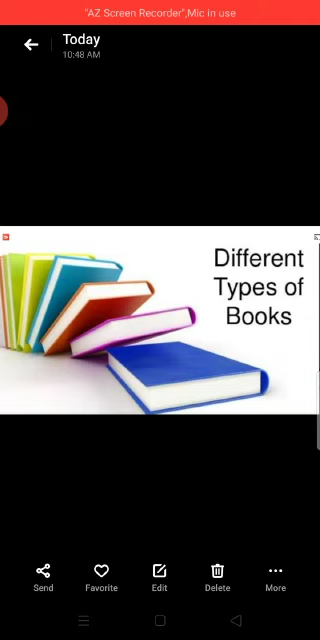 "AZ Screen Recorder",Mic in use
Today
10:48 AM
Different
Types of
Books
Send
Favorite
Edit
Delete
More